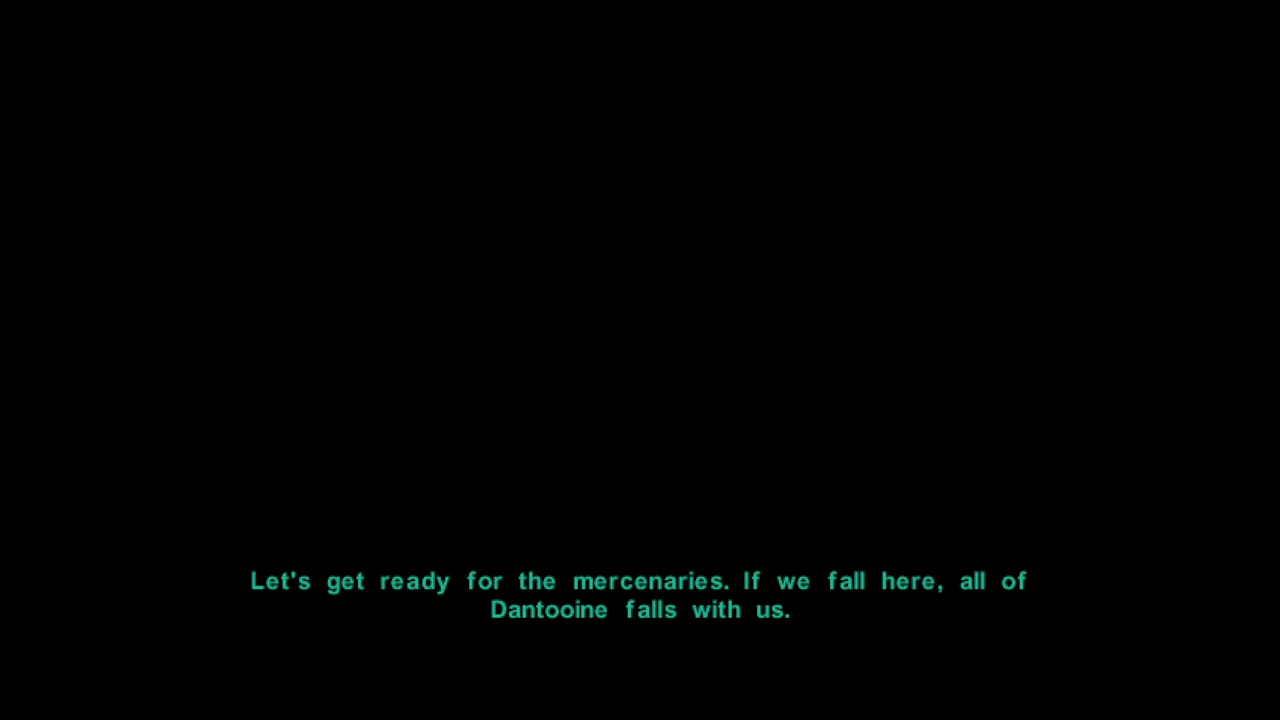 Let's get ready for the mercenaries. If we fall here, all of
Dantooine falls with us.